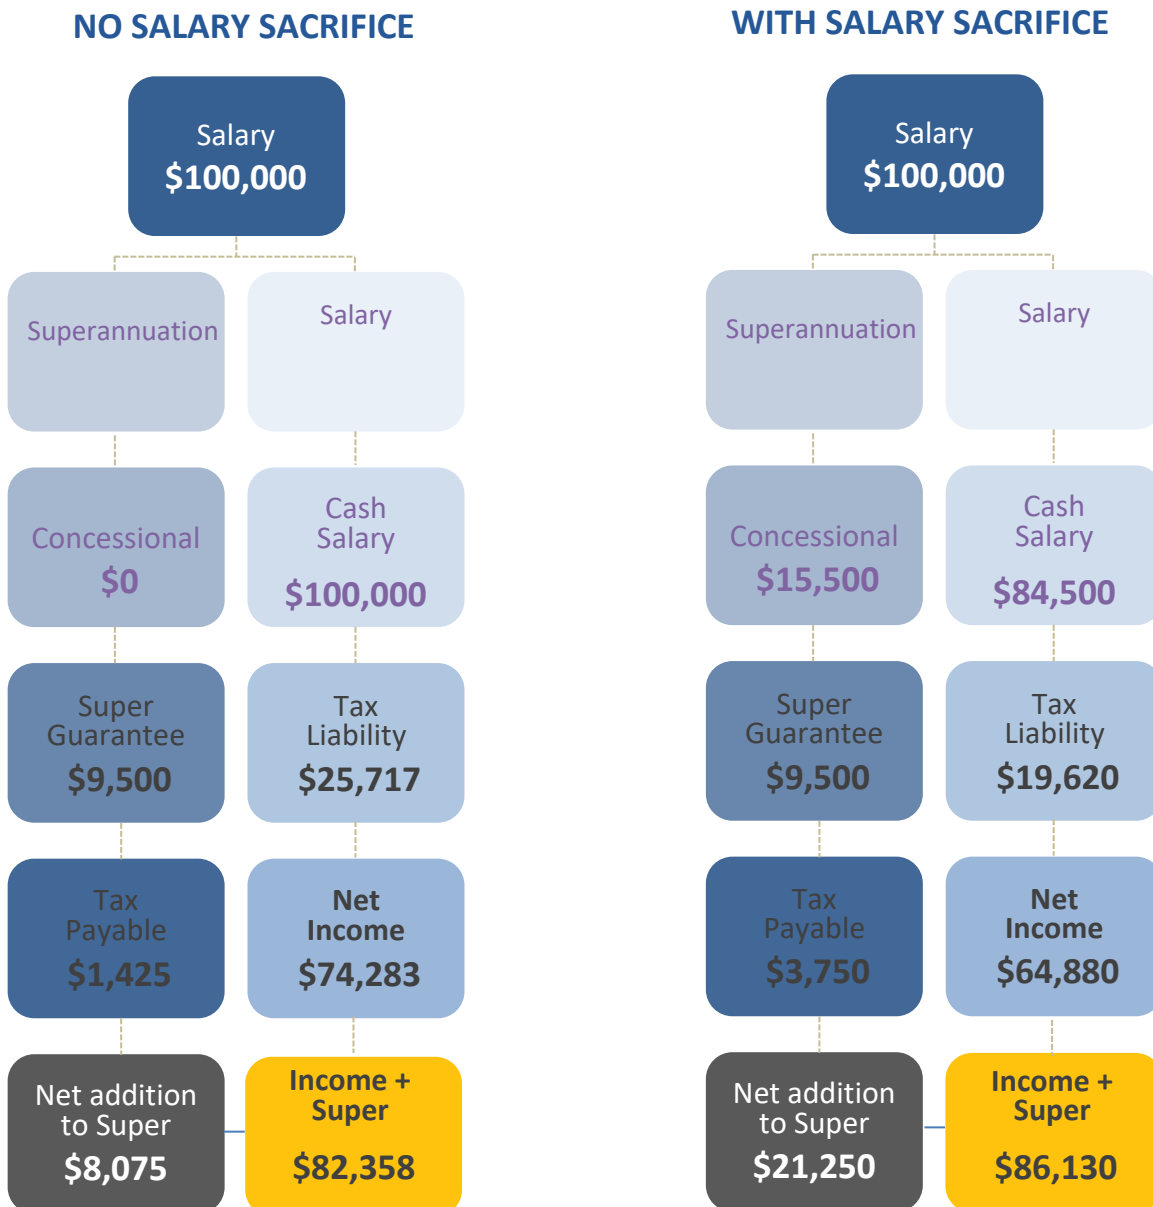 NO SALARY SACRIFICE
Salary
$100,000
Superannuation
Salary
Concessional
$0
Cash
Salary
$100,000
Super
Guarantee
$9,500
Tax
Liability
$25,717
Tax
Payable
$1,425
Net
Income
$74,283
Net addition
to Super
$8,075
Income +
Super
$82,358
WITH SALARY SACRIFICE
Salary
$100,000
Superannuation
Salary
Concessional
$15,500
Cash
Salary
$84,500
Super
Guarantee
$9,500
Tax
Liability
$19,620
Tax
Payable
$3,750
Net
Income
$64,880
Net addition
to Super
$21,250
Income +
Super
$86,130